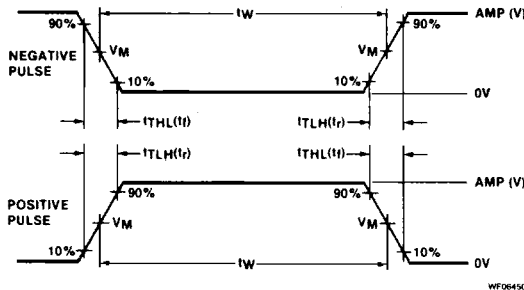 tW
90% 90% AMP (V)
NEGATIVE PULSE VM VM
10% 10% 0V
tTHL(tf) tTLH(tr)
tTLH(tr) tTHL(tf)
90% 90% AMP (V)
POSITIVE PULSE VM VM
10% 10% 0V
tW
WF06450